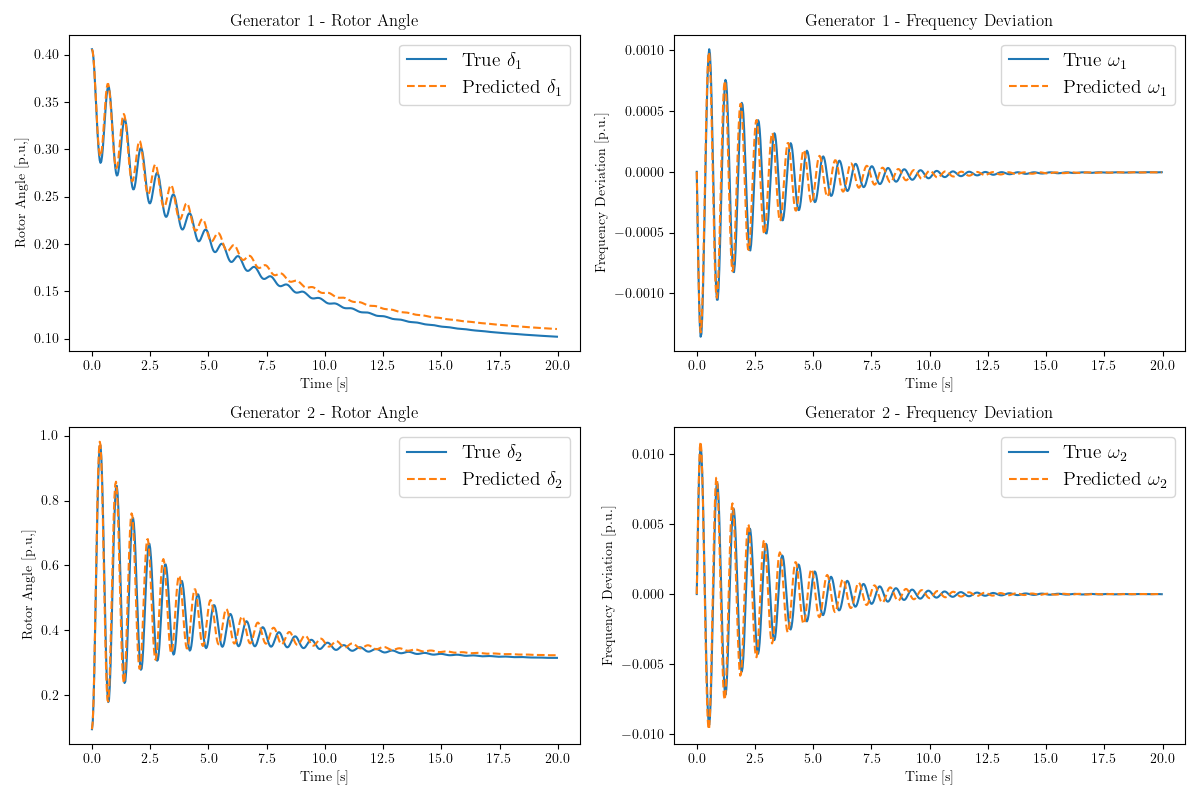 Generator 1 - Rotor Angle
0.40
0.35
0.30
0.25
0.20
0.15
0.10
Rotor Angle [p.u.]
True δ₁
Predicted δ₁
0.0 2.5 5.0 7.5 10.0 12.5 15.0 17.5 20.0
Time [s]
Generator 1 - Frequency Deviation
0.0010
0.0005
0.0000
−0.0005
−0.0010
Frequency Deviation [p.u.]
True ω₁
Predicted ω₁
0.0 2.5 5.0 7.5 10.0 12.5 15.0 17.5 20.0
Time [s]
Generator 2 - Rotor Angle
1.0
0.8
0.6
0.4
0.2
Rotor Angle [p.u.]
True δ₂
Predicted δ₂
0.0 2.5 5.0 7.5 10.0 12.5 15.0 17.5 20.0
Time [s]
Generator 2 - Frequency Deviation
0.010
0.005
0.000
−0.005
−0.010
Frequency Deviation [p.u.]
True ω₂
Predicted ω₂
0.0 2.5 5.0 7.5 10.0 12.5 15.0 17.5 20.0
Time [s]